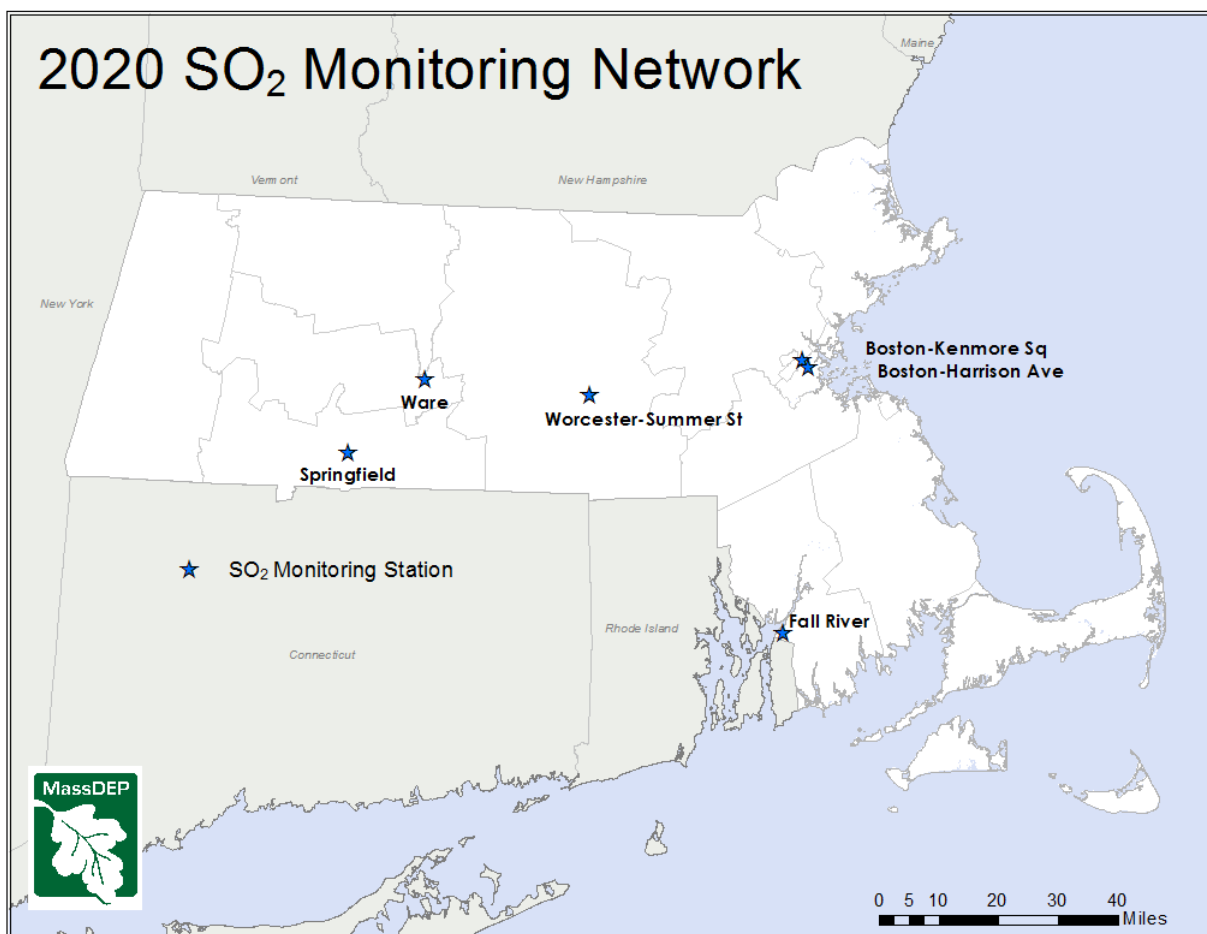 2020 SO₂ Monitoring Network
Maine
Vermont
New Hampshire
New York
Boston-Kenmore Sq
Boston-Harrison Ave
Ware
Worcester-Summer St
Springfield
SO₂ Monitoring Station
Fall River
Rhode Island
Connecticut
MassDEP
0 5 10 20 30 40
Miles